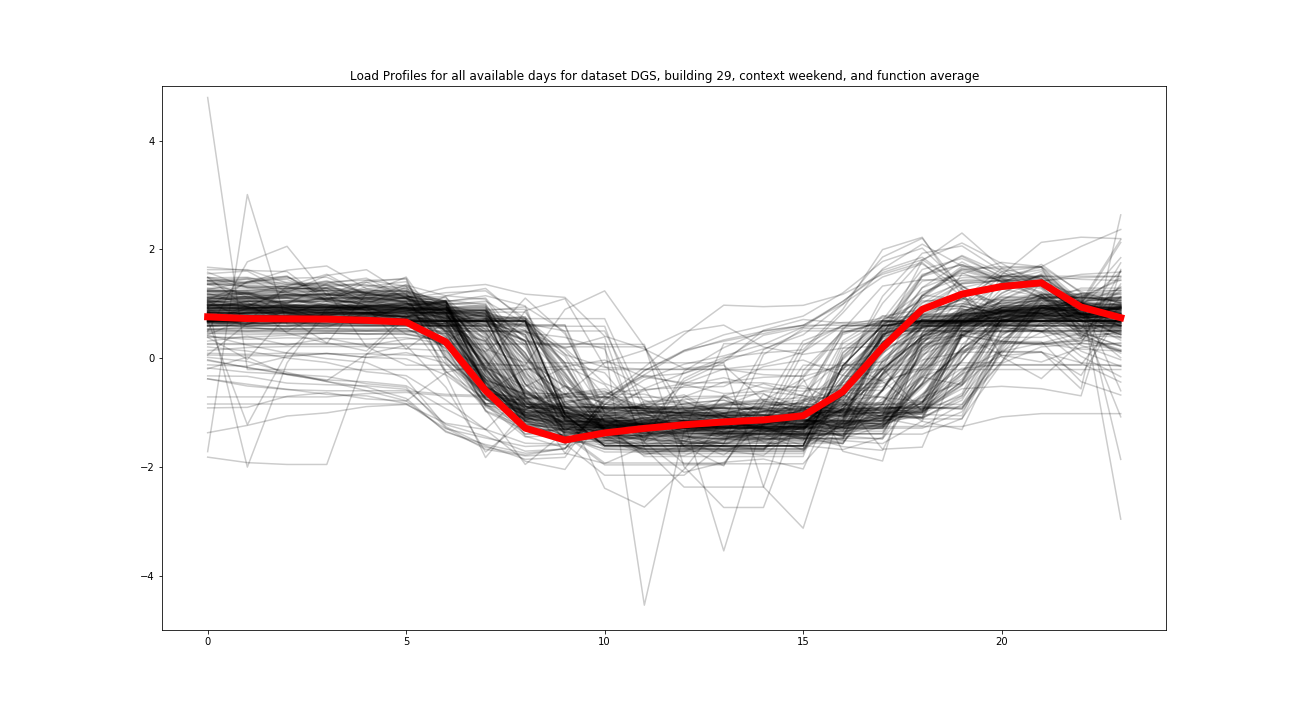 Load Profiles for all available days for dataset DGS, building 29, context weekend, and function average
4
2
0
−2
−4
0 5 10 15 20